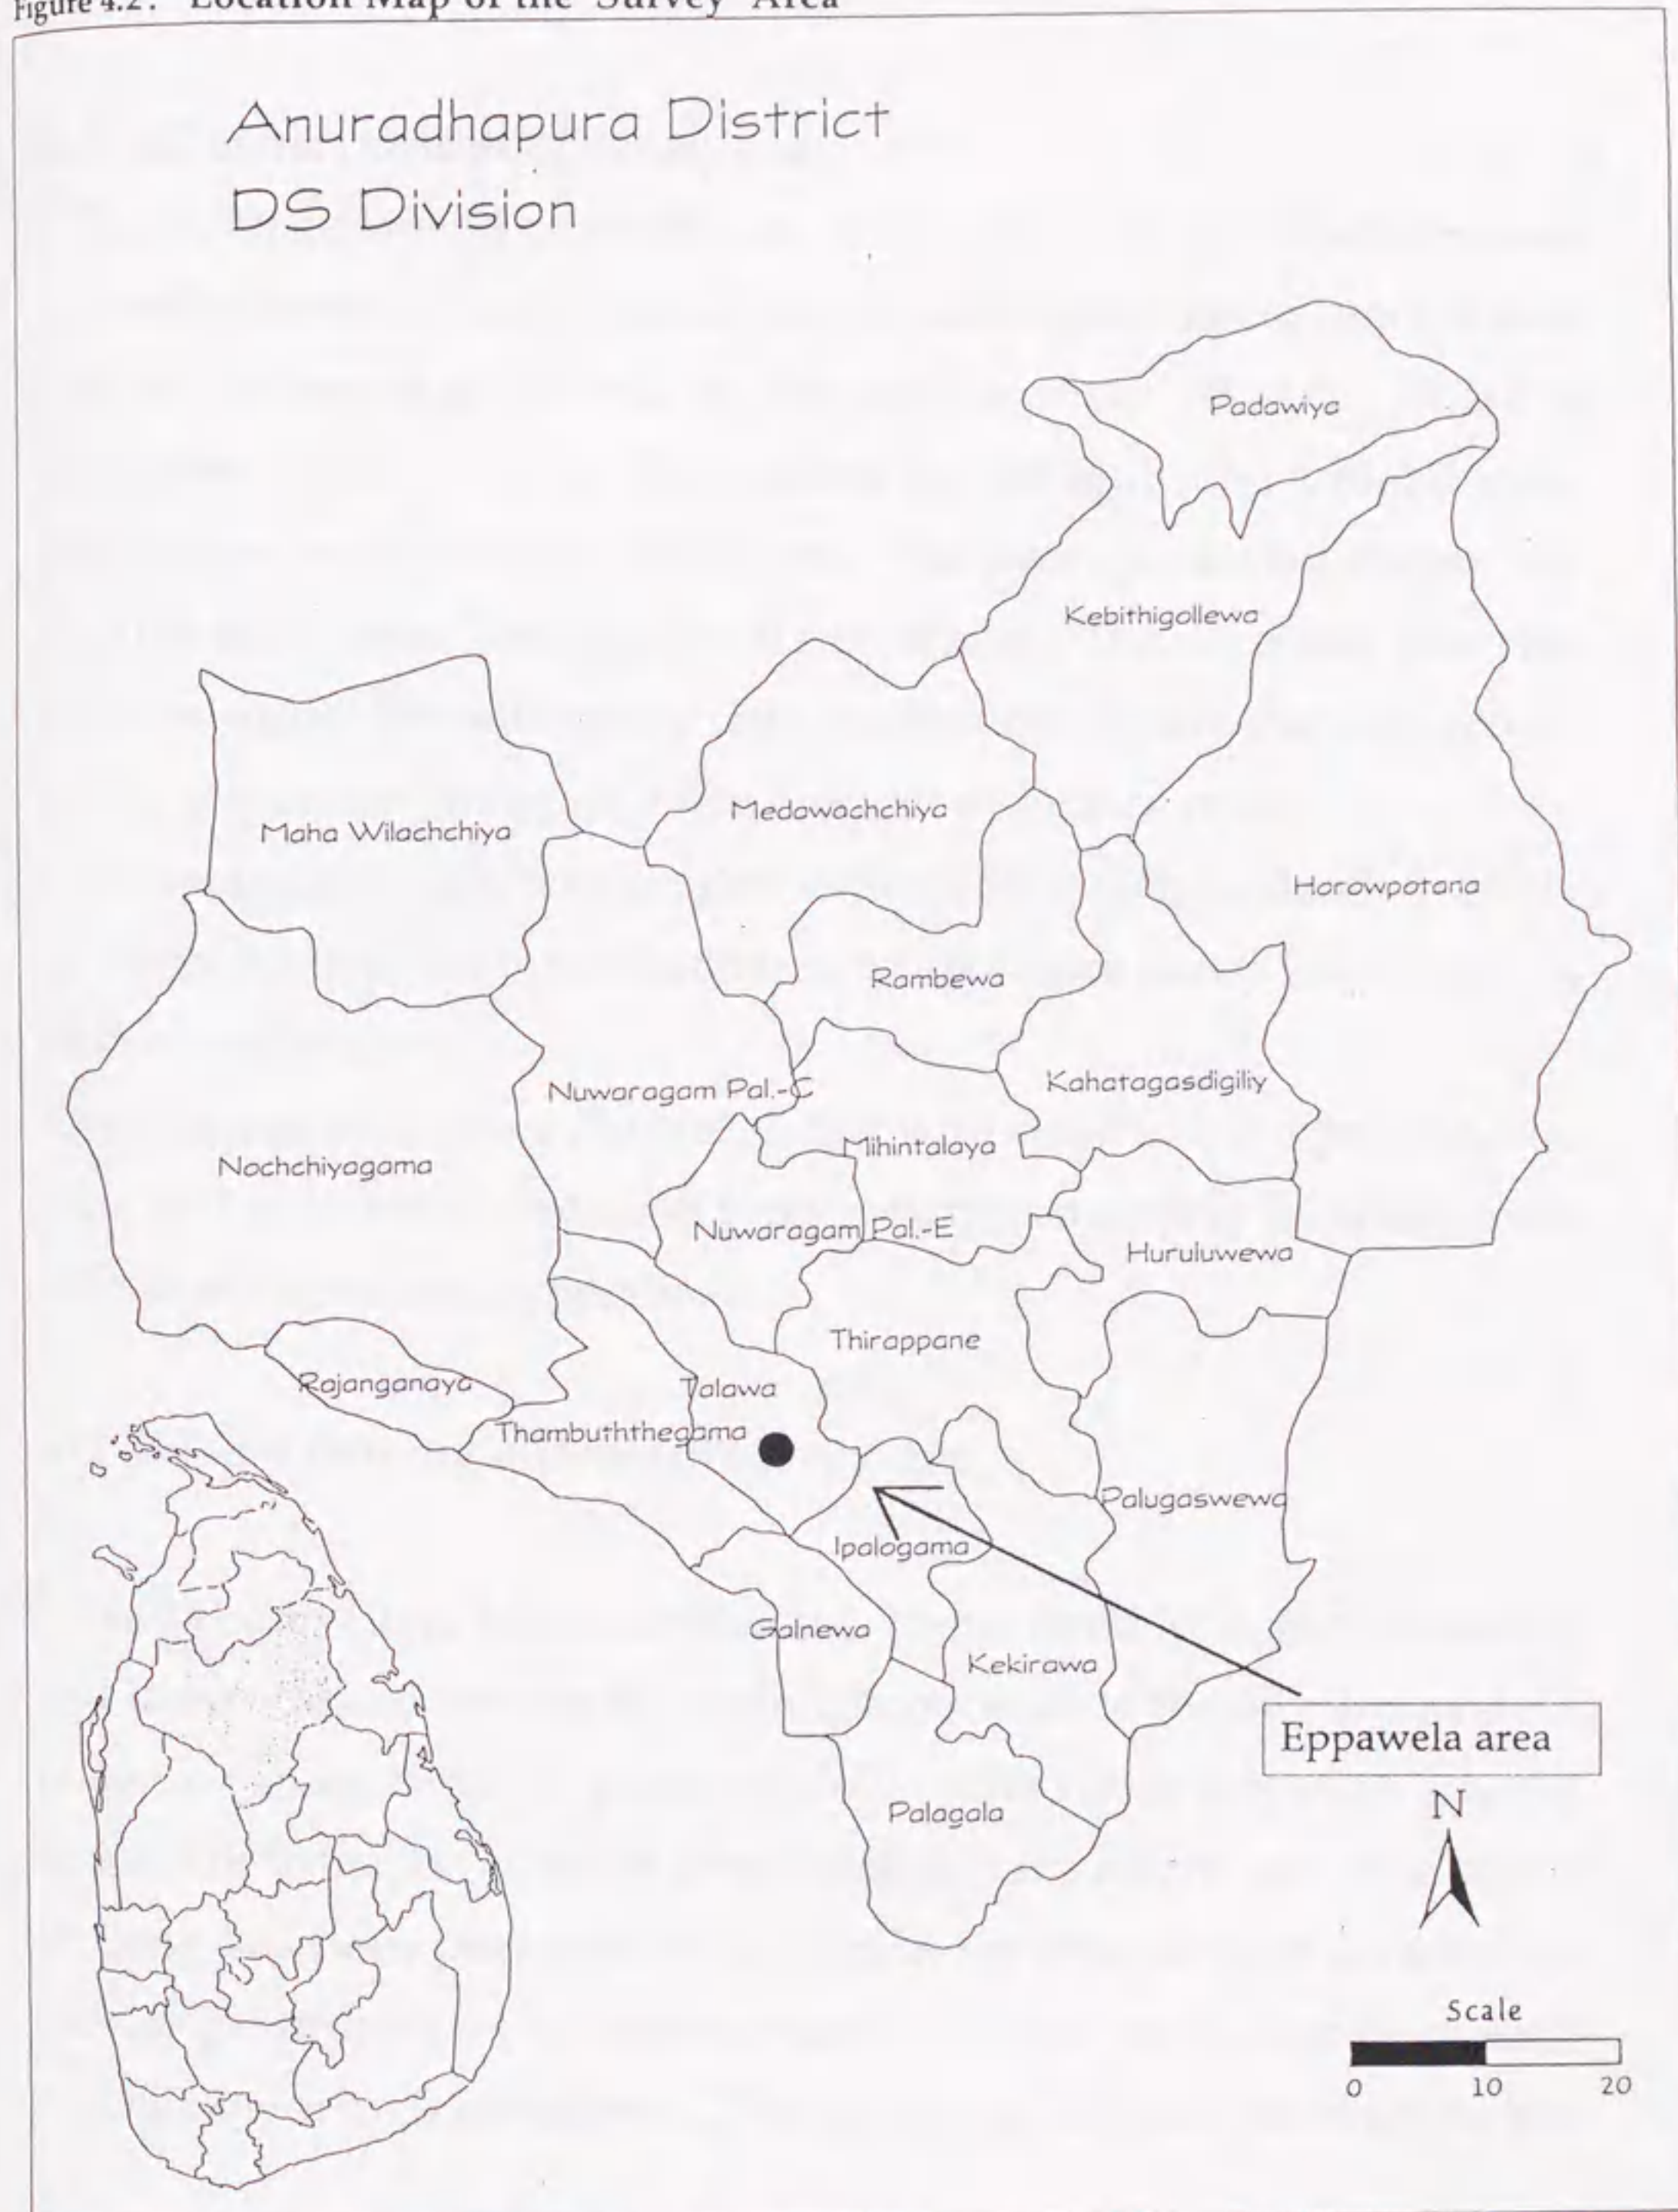 Figure 4.2: Location Map of the Survey Area
Anuradhapura District
DS Division
Padawiya
Kebithigollewa
Medawachchiya
Maha Wilachchiya
Horowpotana
Rambewa
Kahatagasdigiliy
Nuwaragam Pal.-C
Mihintalaya
Nochchiyagama
Nuwaragam Pal.-E
Huruluwewa
Thirappane
Rajanganaya
Talawa
Thambuththegama
Palugaswewa
Ipalogama
Galnewa
Kekirawa
Eppawela area
N
Palagala
Scale
0 10 20